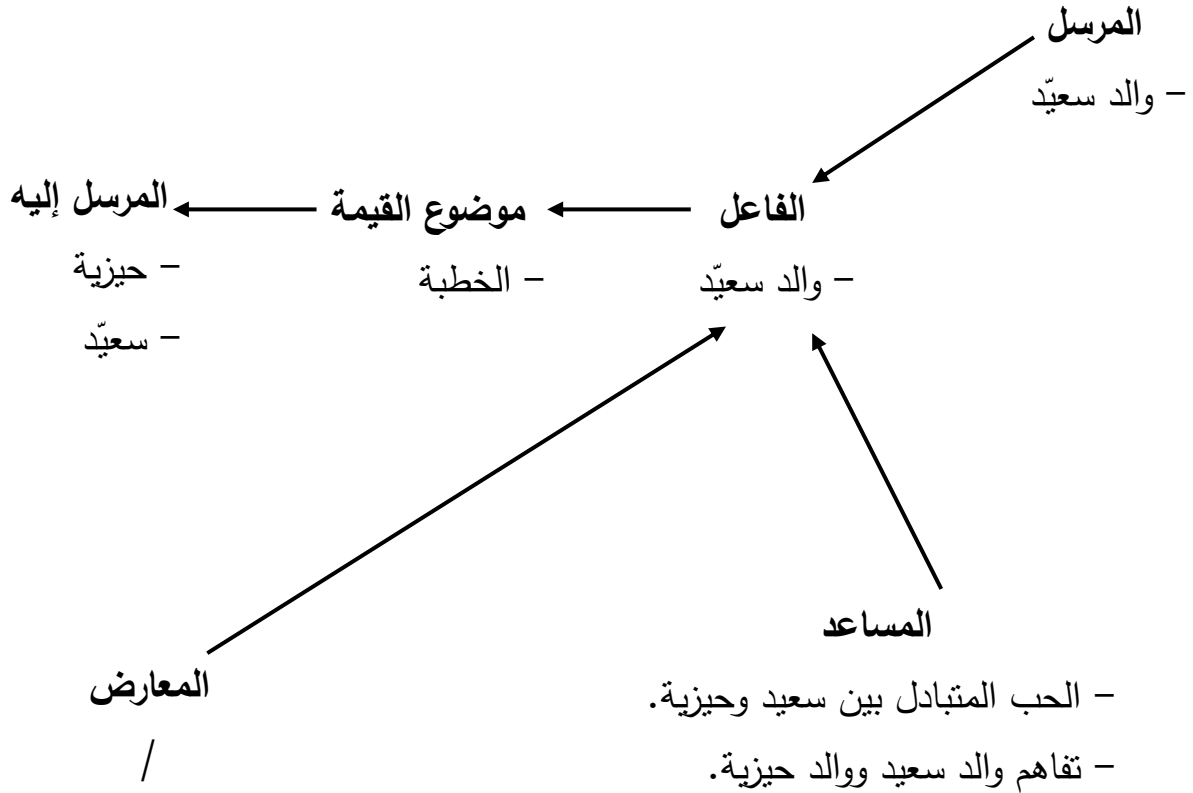 المرسل
– والد سعيّد
الفاعل
– والد سعيّد
موضوع القيمة
– الخطبة
المرسل إليه
– حيزية
– سعيّد
المساعد
– الحب المتبادل بين سعيد وحيزية.
– تفاهم والد سعيد ووالد حيزية.
المعارض
/